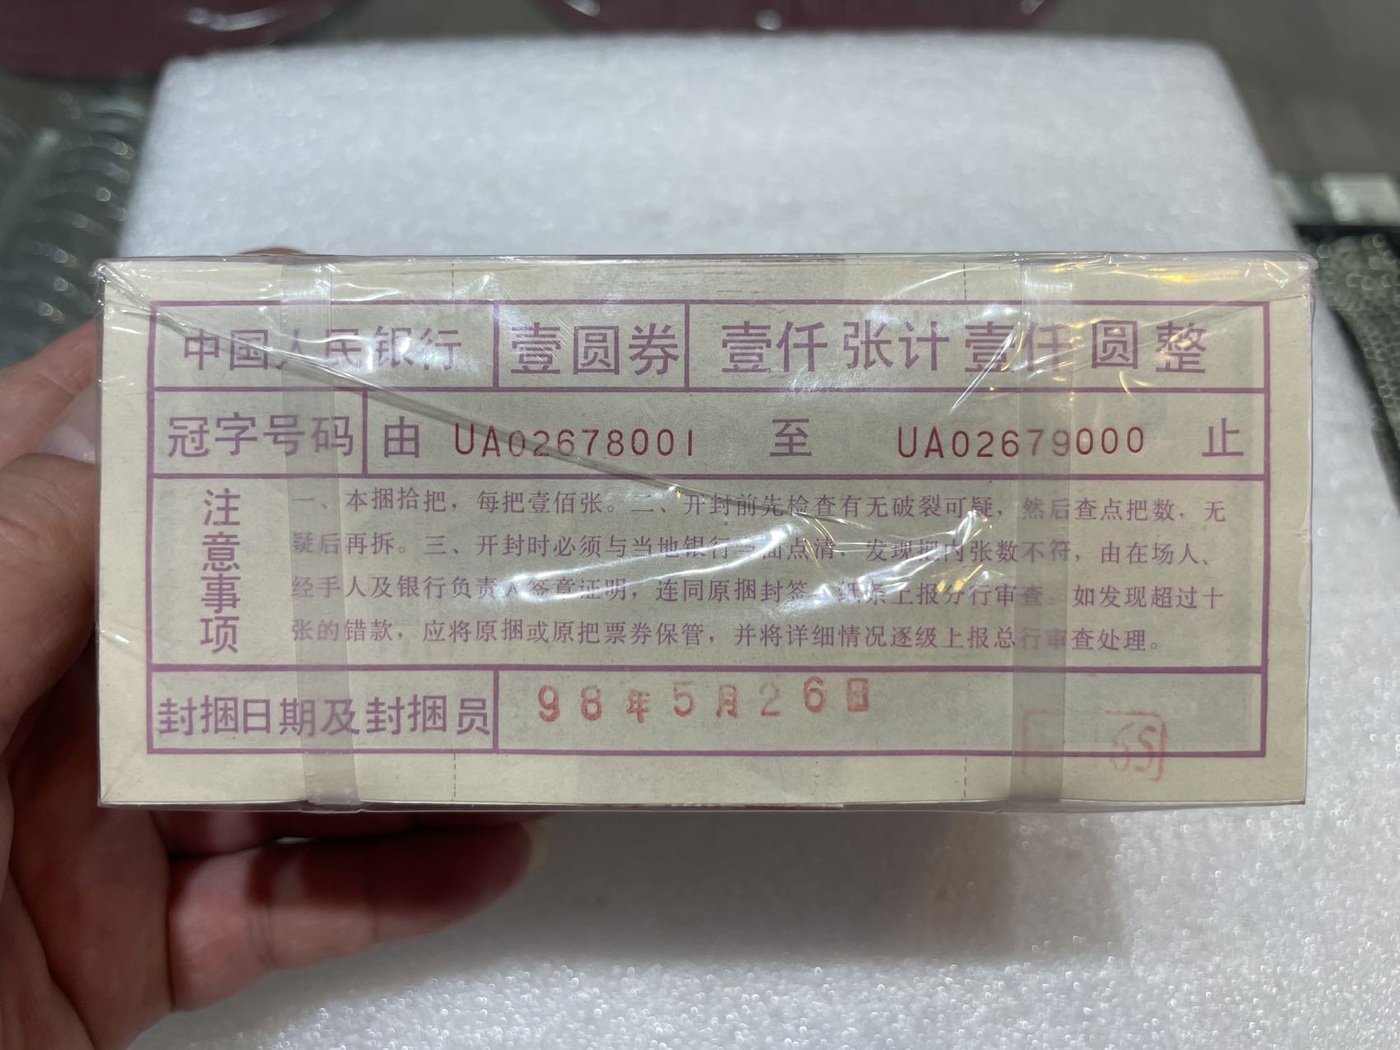 中国人民银行 壹圆券 壹仟张计壹仟圆整
冠字号码 由 UA02678001 至 UA02679000 止
注意事项
一、本捆拾把，每把壹佰张。二、开封前先检查有无破裂可疑，然后查点把数，无
疑后再拆。三、开封时必须与当地银行 面点清，发现把内张数不符，由在场人、
经手人及银行负责人签章证明，连同原捆封签、纸条上报分行审查。如发现超过十
张的错款，应将原捆或原把票券保管，并将详细情况逐级上报总行审查处理。
封捆日期及封捆员 98年5月26日
65